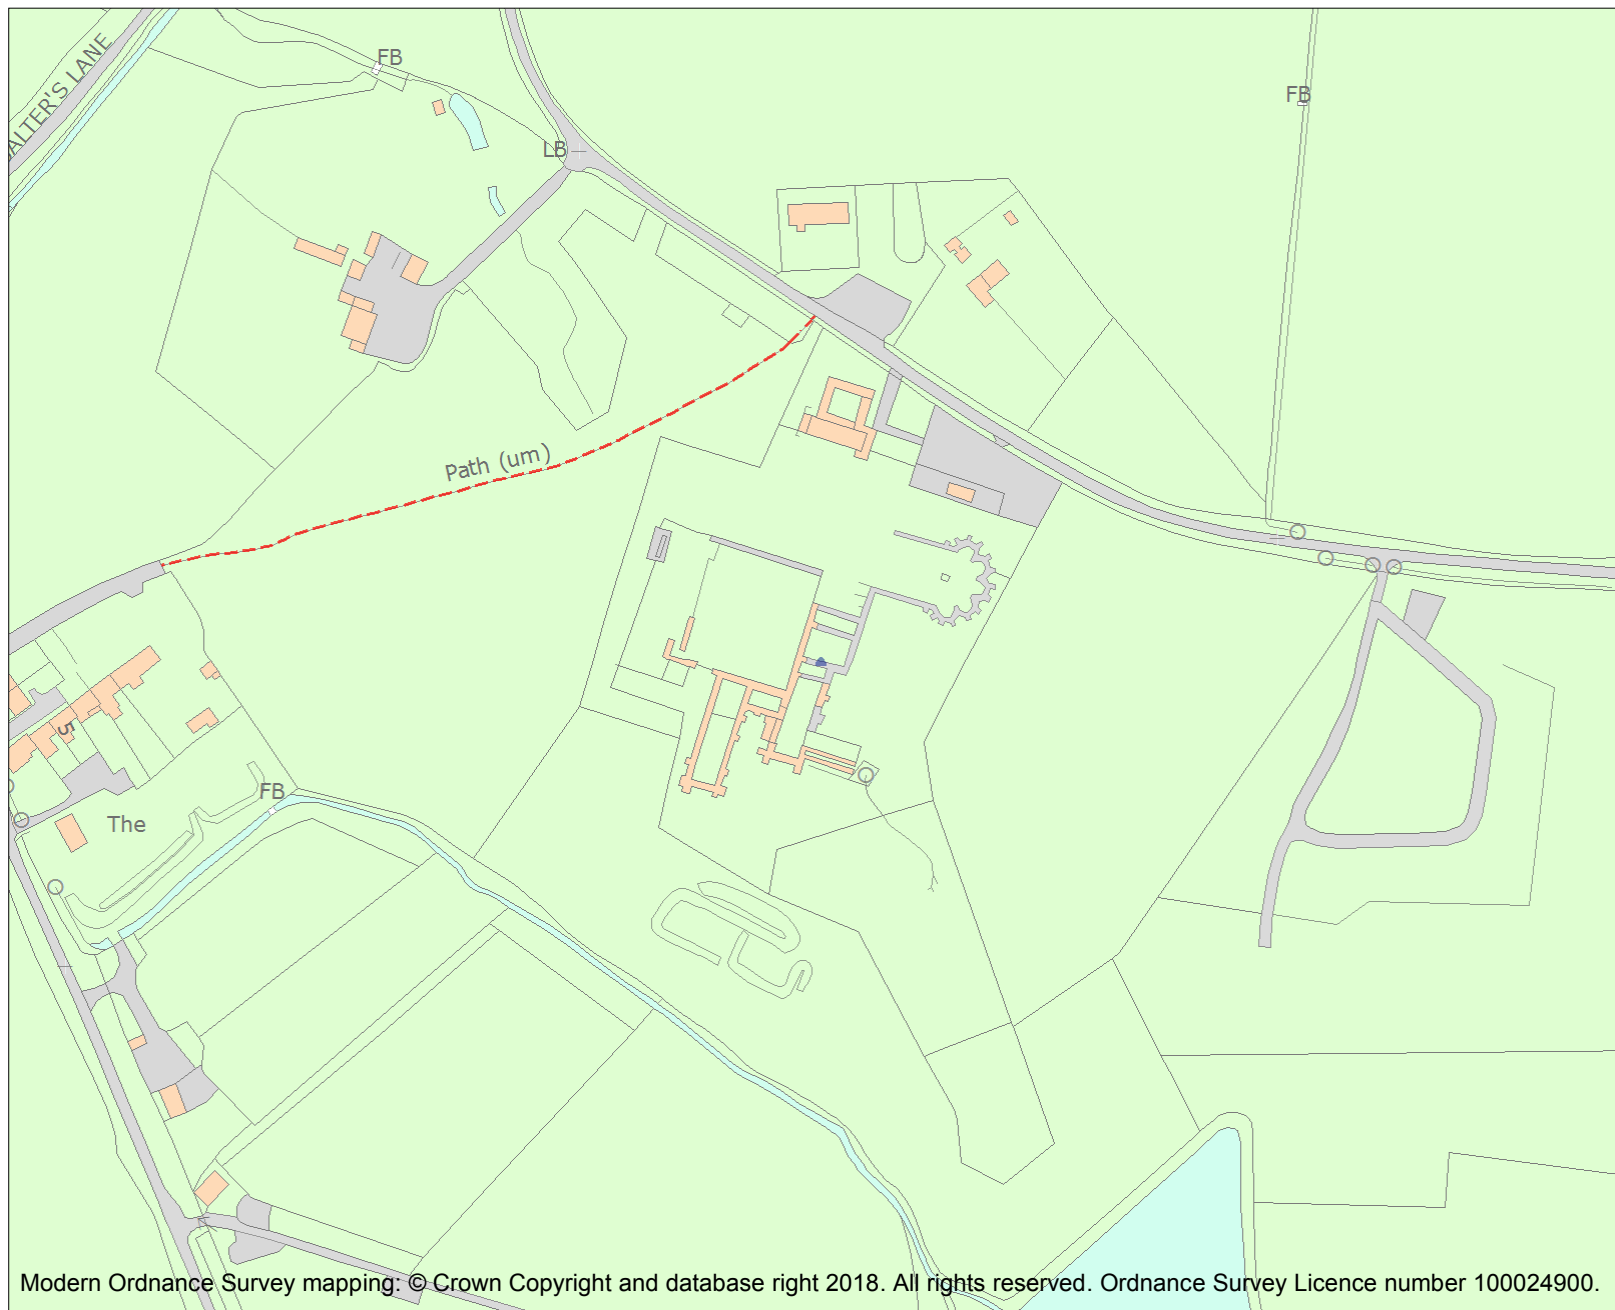 FB
ALTER'S LANE
FB
LB
Path (um)
5
FB
The
Modern Ordnance Survey mapping: © Crown Copyright and database right 2018. All rights reserved. Ordnance Survey Licence number 100024900.